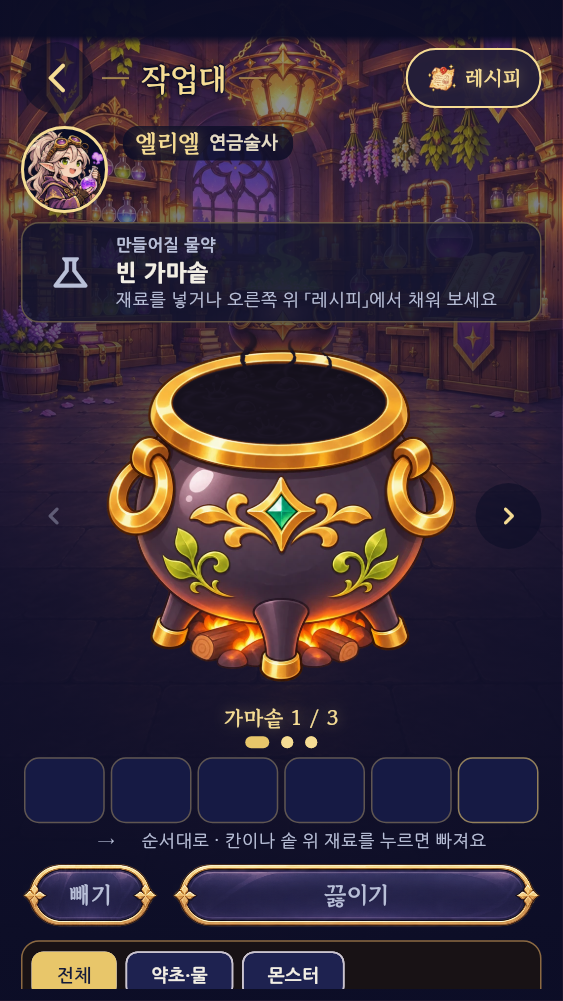 작업대
레시피
엘리엘 연금술사
만들어질 물약
빈 가마솥
재료를 넣거나 오른쪽 위 「레시피」에서 채워 보세요
가마솥 1 / 3
→ 순서대로 · 칸이나 솥 위 재료를 누르면 빠져요
빼기
끓이기
전체
약초·물
몬스터